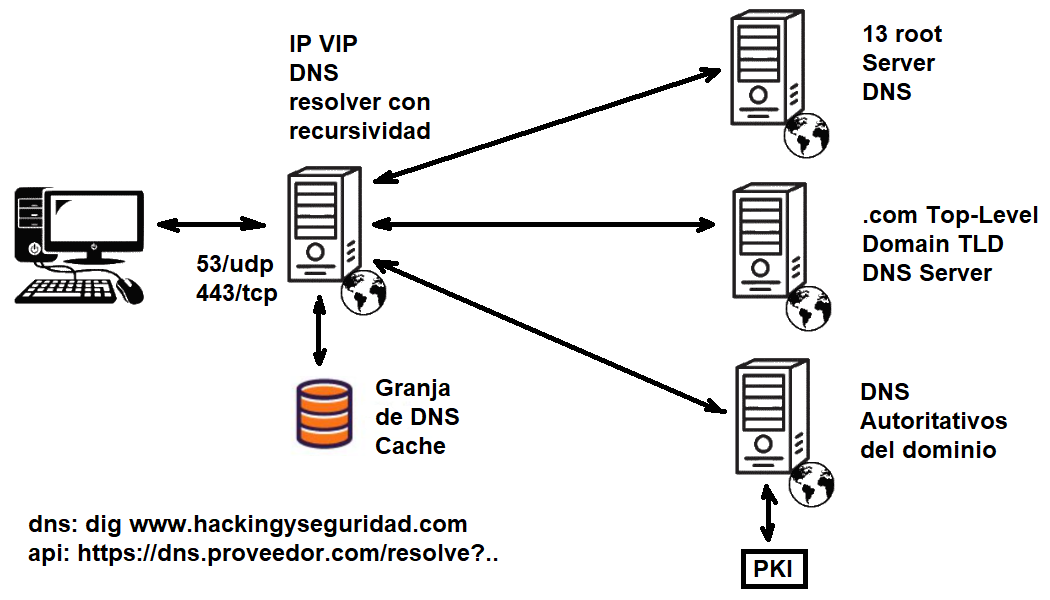 IP VIP
DNS
resolver con
recursividad
13 root
Server
DNS
53/udp
443/tcp
.com Top-Level
Domain TLD
DNS Server
Granja
de DNS
Cache
DNS
Autoritativos
del dominio
dns: dig www.hackingyseguridad.com
api: https://dns.proveedor.com/resolve?..
PKI